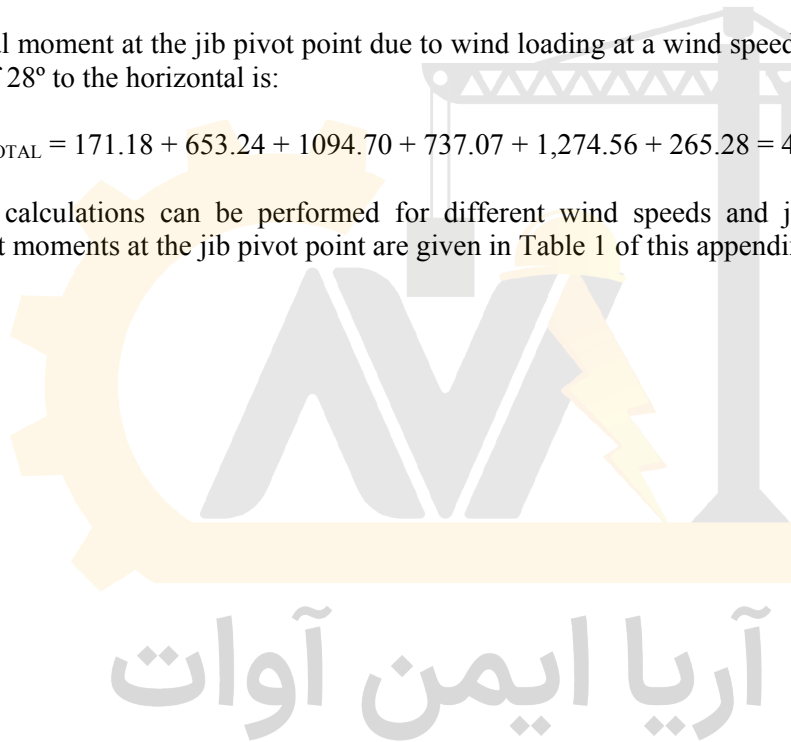 l moment at the jib pivot point due to wind loading at a wind speed
f 28º to the horizontal is:
OTAL = 171.18 + 653.24 + 1094.70 + 737.07 + 1,274.56 + 265.28 = 4
calculations can be performed for different wind speeds and j
t moments at the jib pivot point are given in Table 1 of this appendi
آریا ایمن آوات